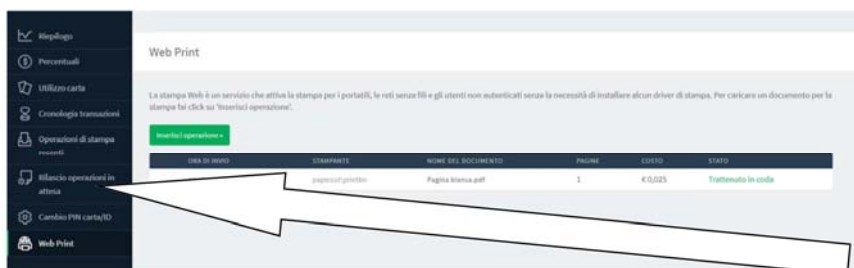 Riepilogo
Percentuali
Utilizzo carta
Cronologia transazioni
Operazioni di stampa
recenti
Rilascio operazioni in
attesa
Cambio PIN carta/ID
Web Print
Web Print
La stampa Web è un servizio che attiva la stampa per i portatili, le reti senza fili e gli utenti non autenticati senza la necessità di installare alcun driver di stampa. Per caricare un documento per la
stampa fai click su 'Inserisci operazione'.
Inserisci operazione »
ORA DI INVIO STAMPANTE NOME DEL DOCUMENTO PAGINE COSTO STATO
Pagina bianca.pdf 1 €0,025 Trattenuto in coda